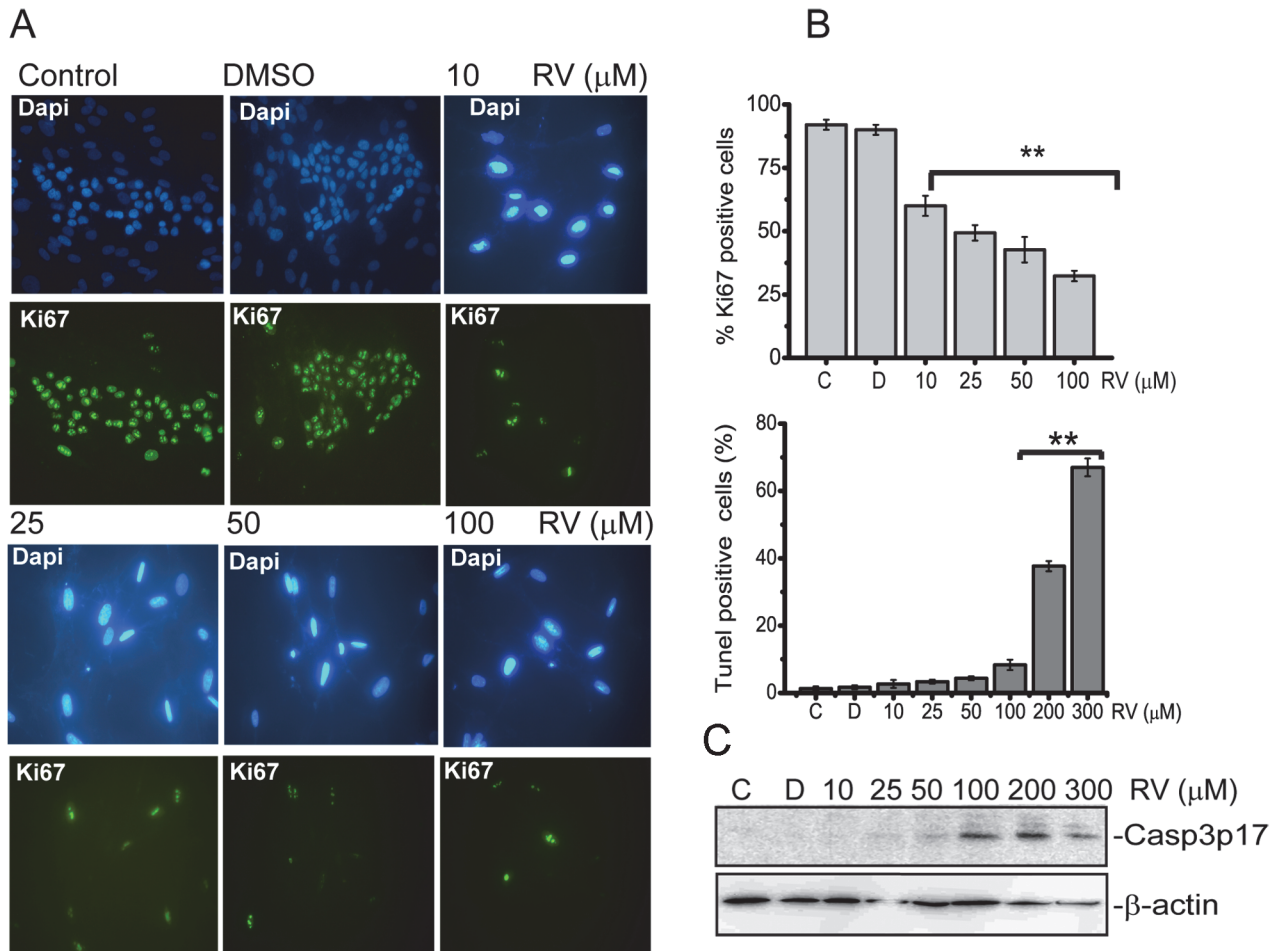 A
Control DMSO 10 RV (μM)
Dapi Dapi Dapi
Ki67 Ki67 Ki67
25 50 100 RV (μM)
Dapi Dapi Dapi
Ki67 Ki67 Ki67
B
% Ki67 positive cells
100
75
50
25
0
**
C D 10 25 50 100 RV (μM)
Tunel positive cells (%)
80
60
40
20
0
**
C D 10 25 50 100 200 300 RV (μM)
C
C D 10 25 50 100 200 300 RV (μM)
-Casp3p17
-β-actin